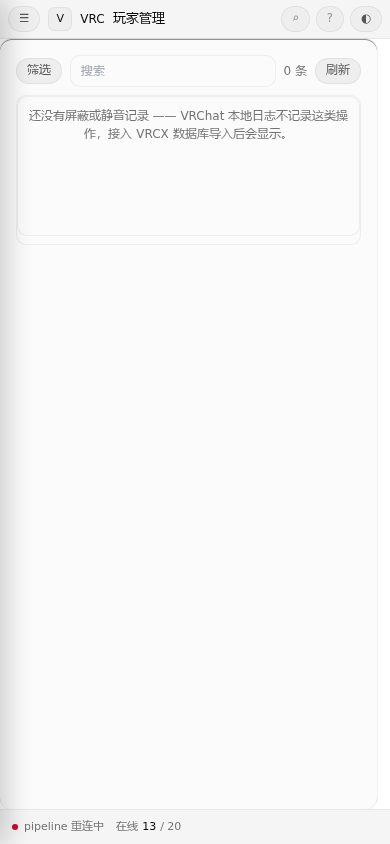 ☰ V VRC 玩家管理 ⌕ ? ◐
筛选 搜索 0 条 刷新
还没有屏蔽或静音记录 —— VRChat 本地日志不记录这类操
作，接入 VRCX 数据库导入后会显示。
pipeline 重连中 在线 13 / 20